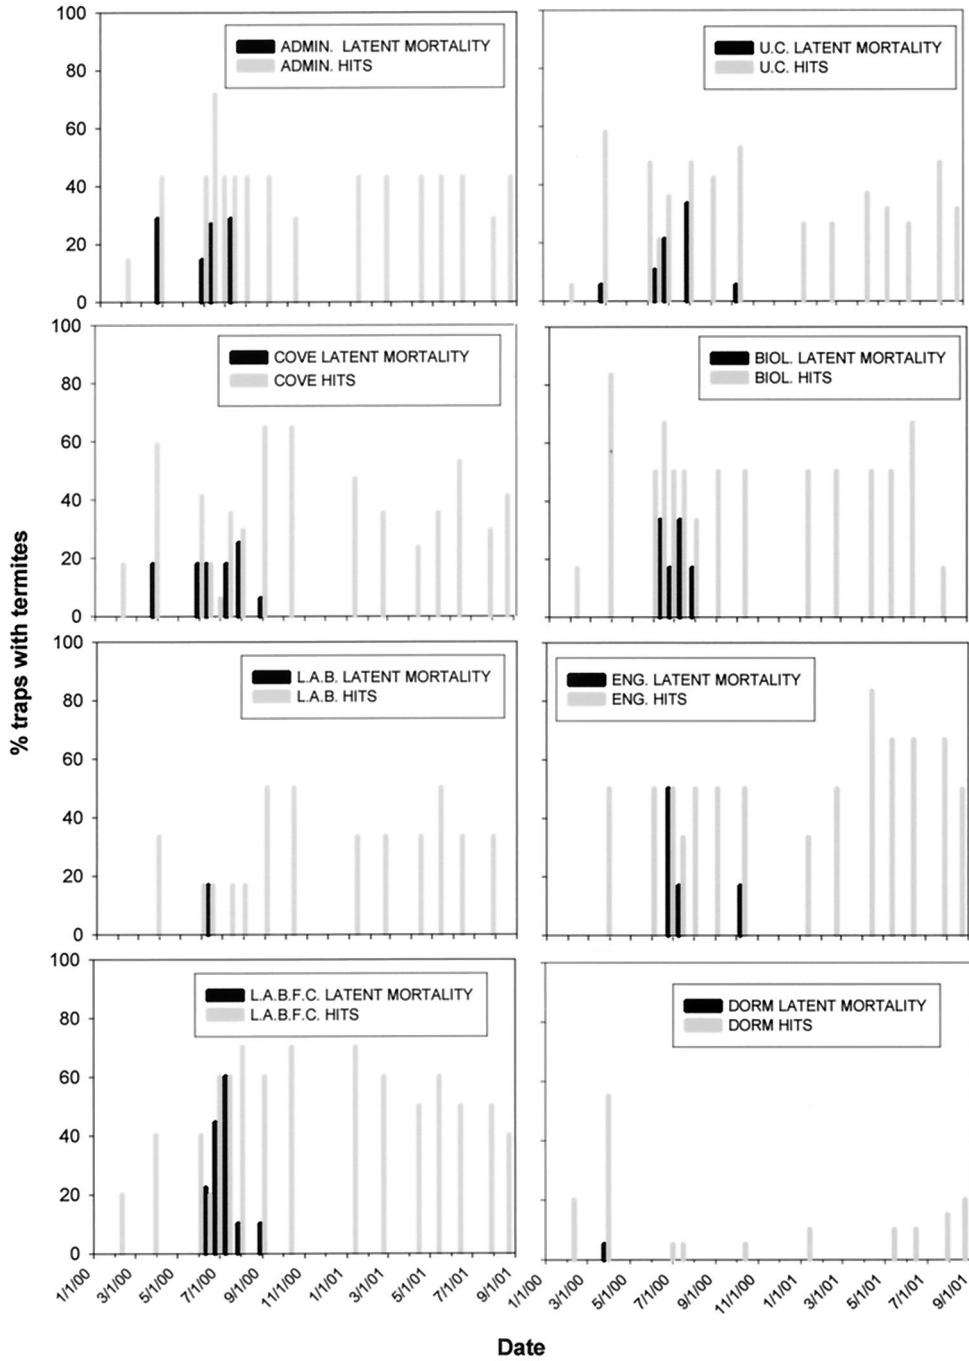 100
80
60
40
20
0
ADMIN. LATENT MORTALITY
ADMIN. HITS
U.C. LATENT MORTALITY
U.C. HITS
100
80
60
40
20
0
COVE LATENT MORTALITY
COVE HITS
BIOL. LATENT MORTALITY
BIOL. HITS
% traps with termites
100
80
60
40
20
0
L.A.B. LATENT MORTALITY
L.A.B. HITS
ENG. LATENT MORTALITY
ENG. HITS
100
80
60
40
20
0
L.A.B.F.C. LATENT MORTALITY
L.A.B.F.C. HITS
DORM LATENT MORTALITY
DORM HITS
1/1/00
3/1/00
5/1/00
7/1/00
9/1/00
11/1/00
1/1/01
3/1/01
5/1/01
7/1/01
9/1/01
1/1/00
3/1/00
5/1/00
7/1/00
9/1/00
11/1/00
1/1/01
3/1/01
5/1/01
7/1/01
9/1/01
Date